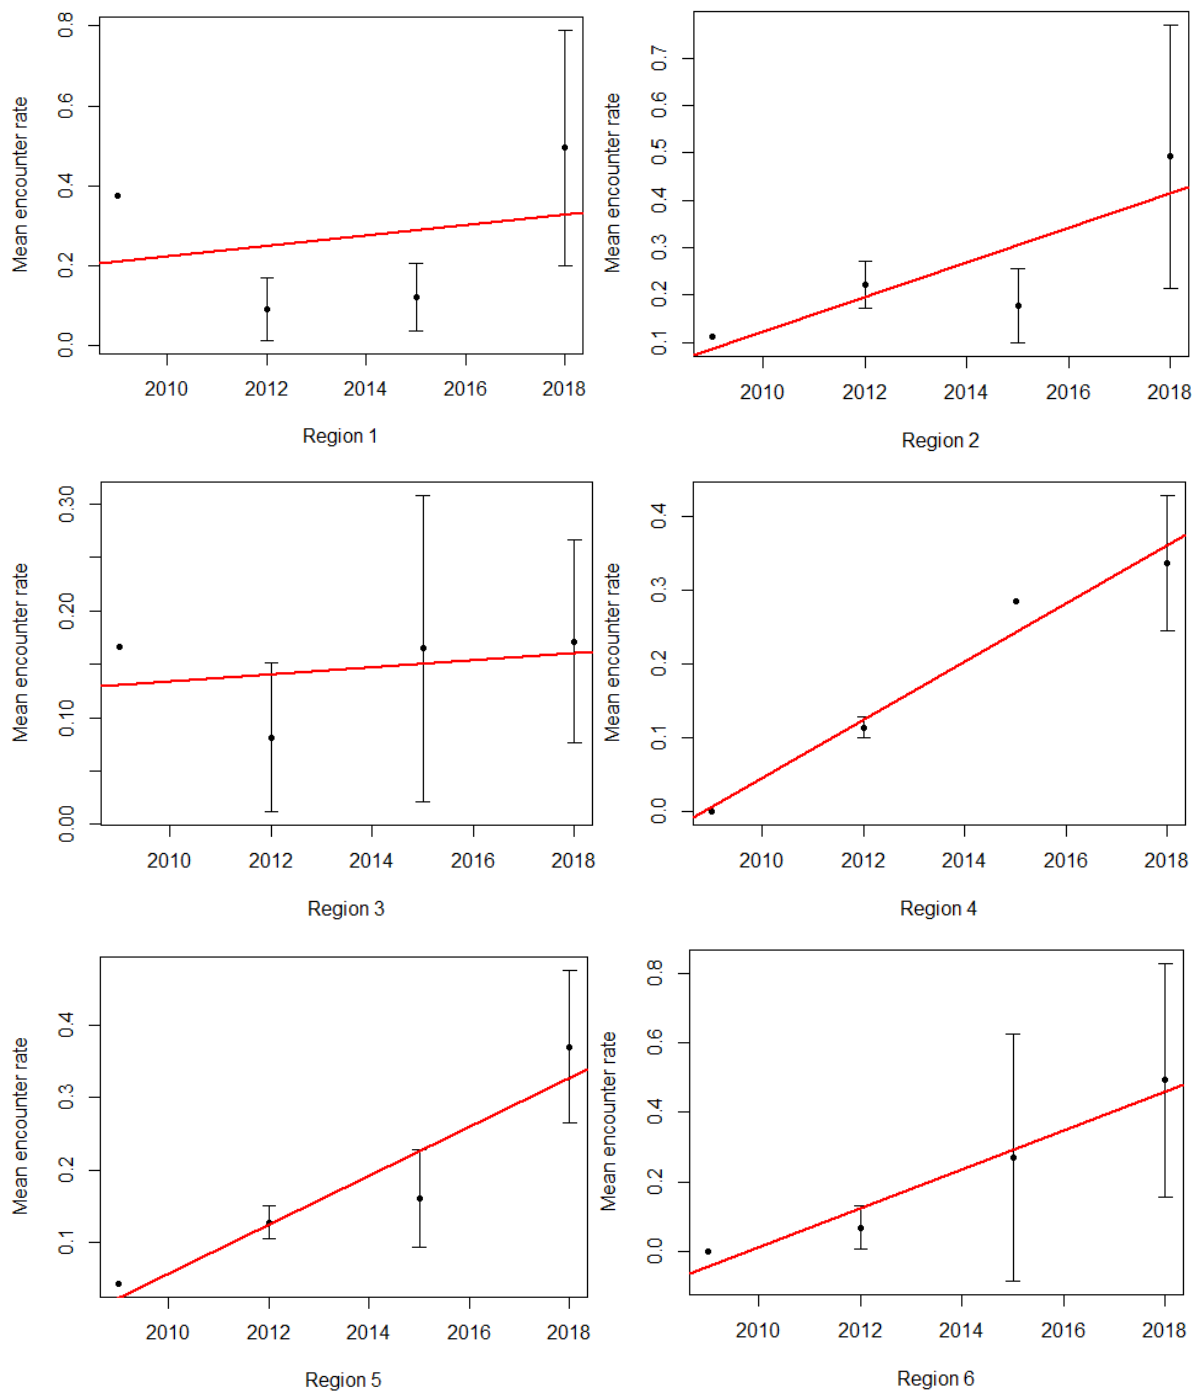 Mean encounter rate
0.8
0.6
0.4
0.2
0.0
2010 2012 2014 2016 2018
Region 1
Mean encounter rate
0.7
0.6
0.5
0.4
0.3
0.2
0.1
2010 2012 2014 2016 2018
Region 2
Mean encounter rate
0.30
0.20
0.10
0.00
2010 2012 2014 2016 2018
Region 3
Mean encounter rate
0.4
0.3
0.2
0.1
0.0
2010 2012 2014 2016 2018
Region 4
Mean encounter rate
0.4
0.3
0.2
0.1
2010 2012 2014 2016 2018
Region 5
Mean encounter rate
0.8
0.6
0.4
0.2
0.0
2010 2012 2014 2016 2018
Region 6